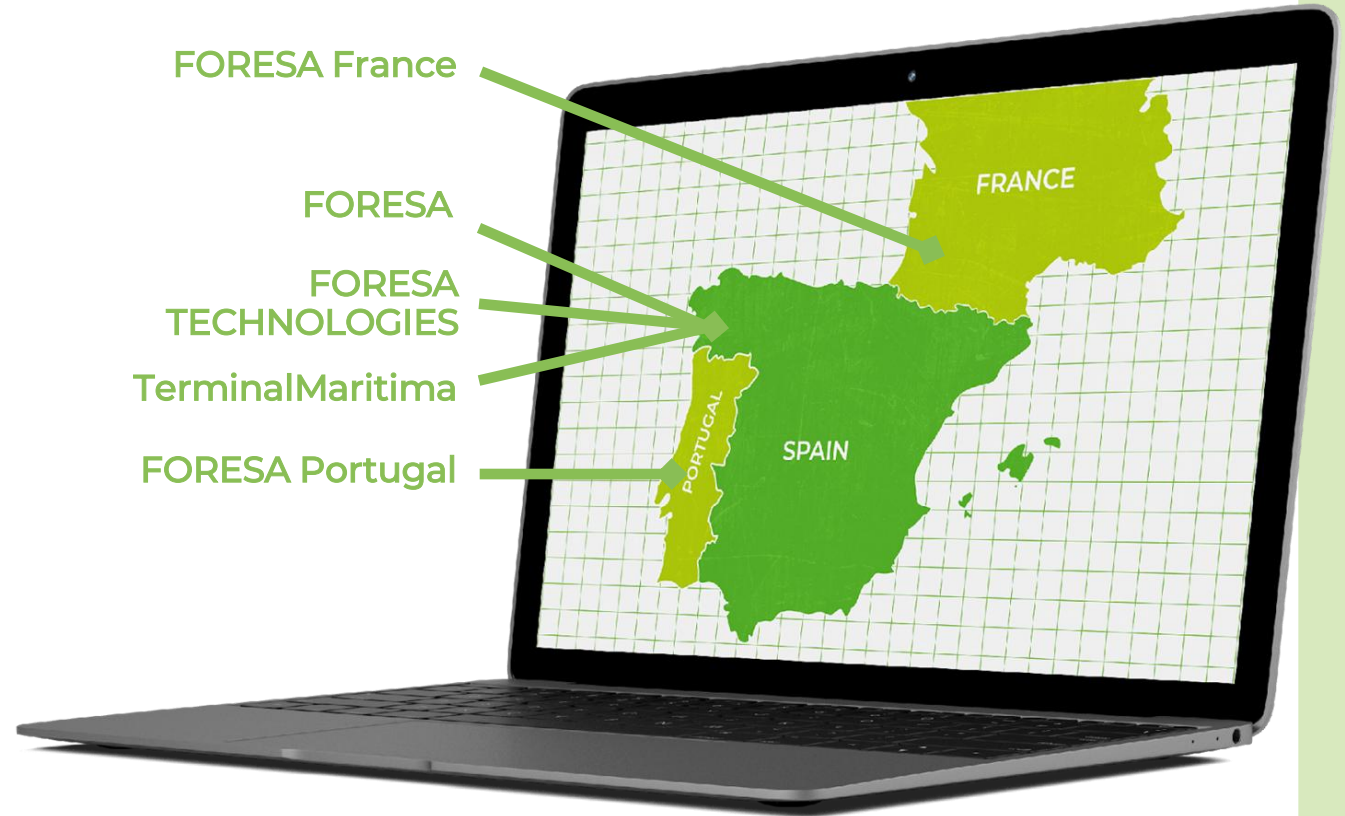 FORESA France
FORESA
FORESA
TECHNOLOGIES
TerminalMaritima
FORESA Portugal
FRANCE
PORTUGAL
SPAIN